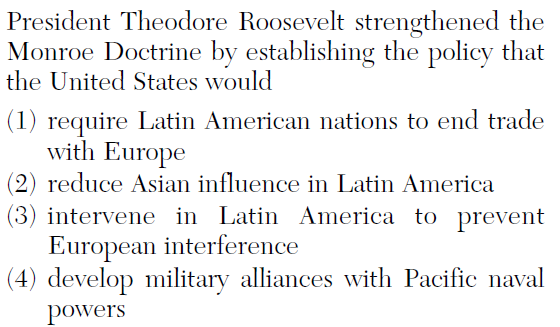 President Theodore Roosevelt strengthened the
Monroe Doctrine by establishing the policy that
the United States would
(1) require Latin American nations to end trade
with Europe
(2) reduce Asian influence in Latin America
(3) intervene in Latin America to prevent
European interference
(4) develop military alliances with Pacific naval
powers